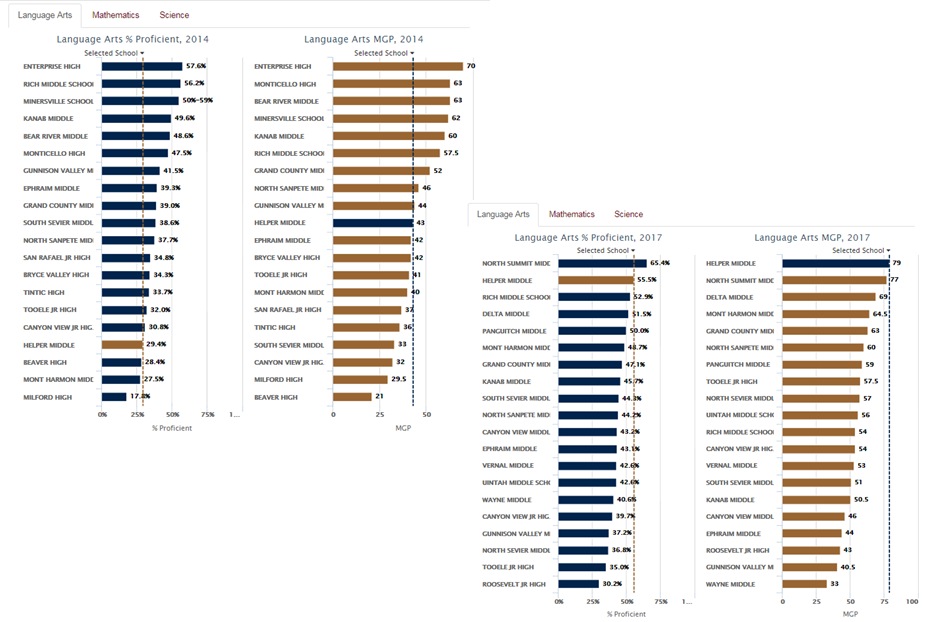 Language Arts Mathematics Science
Language Arts % Proficient, 2014
Selected School
ENTERPRISE HIGH 57.6%
RICH MIDDLE SCHOOL 56.2%
MINERSVILLE SCHOOL 50%-59%
KANAB MIDDLE 49.6%
BEAR RIVER MIDDLE 48.6%
MONTICELLO HIGH 47.5%
GUNNISON VALLEY M 41.5%
EPHRAIM MIDDLE 39.3%
GRAND COUNTY MIDI 39.0%
SOUTH SEVIER MIDDL 38.6%
NORTH SANPETE MIDI 37.7%
SAN RAFAEL JR HIGH 34.8%
BRYCE VALLEY HIGH 34.3%
TINTIC HIGH 33.7%
TOOELE JR HIGH 32.0%
CANYON VIEW JR HIG. 30.8%
HELPER MIDDLE 29.4%
BEAVER HIGH 28.4%
MONT HARMON MIDD 27.5%
MILFORD HIGH 17.8%
0% 25% 50% 75% 1...
% Proficient
Language Arts MGP, 2014
Selected School
ENTERPRISE HIGH 70
MONTICELLO HIGH 63
BEAR RIVER MIDDLE 63
MINERSVILLE SCHOOL 62
KANAB MIDDLE 60
RICH MIDDLE SCHOOL 57.5
GRAND COUNTY MIDI 52
NORTH SANPETE MID 46
GUNNISON VALLEY M 44
HELPER MIDDLE 43
EPHRAIM MIDDLE 42
BRYCE VALLEY HIGH 42
TOOELE JR HIGH 41
MONT HARMON MIDD 40
SAN RAFAEL JR HIGH 37
TINTIC HIGH 36
SOUTH SEVIER MIDDL 33
CANYON VIEW JR HIG. 32
MILFORD HIGH 29.5
BEAVER HIGH 21
0 25 50
MGP
Language Arts Mathematics Science
Language Arts % Proficient, 2017
Selected School
NORTH SUMMIT MIDD 65.4%
HELPER MIDDLE 55.5%
RICH MIDDLE SCHOOL 52.9%
DELTA MIDDLE 51.5%
PANGUITCH MIDDLE 50.0%
MONT HARMON MIDD 48.7%
GRAND COUNTY MIDI 47.1%
KANAB MIDDLE 45.7%
SOUTH SEVIER MIDDL 44.3%
NORTH SANPETE MIDI 44.2%
CANYON VIEW MIDDL 43.2%
EPHRAIM MIDDLE 43.1%
VERNAL MIDDLE 42.6%
UINTAH MIDDLE SCH 42.6%
WAYNE MIDDLE 40.6%
CANYON VIEW JR HIG. 39.7%
GUNNISON VALLEY M 37.2%
NORTH SEVIER MIDDL 36.8%
TOOELE JR HIGH 35.0%
ROOSEVELT JR HIGH 30.2%
0% 25% 50% 75% 1...
% Proficient
Language Arts MGP, 2017
Selected School
HELPER MIDDLE 79
NORTH SUMMIT MIDD 77
DELTA MIDDLE 69
MONT HARMON MIDD 64.5
GRAND COUNTY MIDI 63
NORTH SANPETE MIDI 60
PANGUITCH MIDDLE 59
TOOELE JR HIGH 57.5
NORTH SEVIER MIDDL 57
UINTAH MIDDLE SCH 56
RICH MIDDLE SCHOOL 54
CANYON VIEW JR HIG. 54
VERNAL MIDDLE 53
SOUTH SEVIER MIDDL 51
KANAB MIDDLE 50.5
CANYON VIEW MIDDL 46
EPHRAIM MIDDLE 44
ROOSEVELT JR HIGH 43
GUNNISON VALLEY M 40.5
WAYNE MIDDLE 33
0 25 50 75 100
MGP